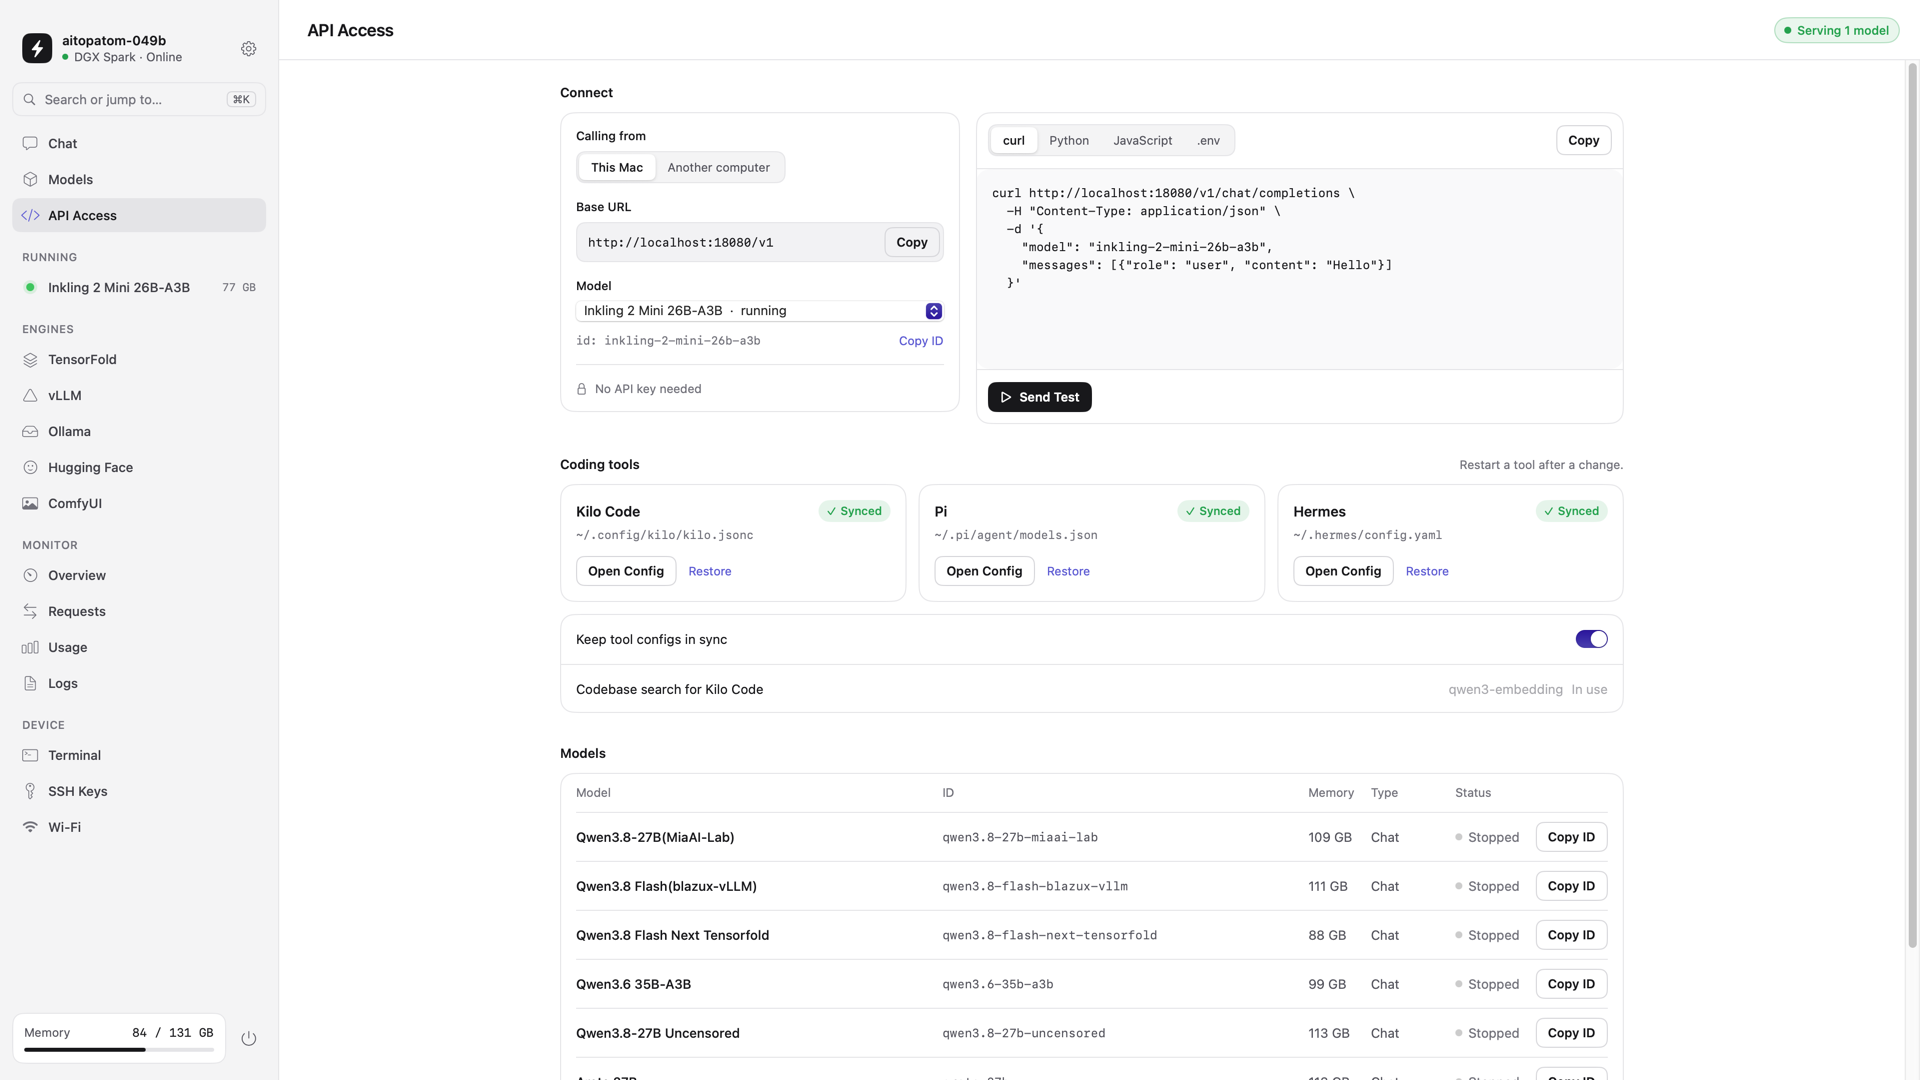 aitopatom-049b
DGX Spark · Online
Search or jump to...
⌘K
Chat
Models
API Access
RUNNING
Inkling 2 Mini 26B-A3B 77 GB
ENGINES
TensorFold
vLLM
Ollama
Hugging Face
ComfyUI
MONITOR
Overview
Requests
Usage
Logs
DEVICE
Terminal
SSH Keys
Wi-Fi
Memory 84 / 131 GB
API Access
Serving 1 model
Connect
Calling from
This Mac Another computer
Base URL
http://localhost:18080/v1 Copy
Model
Inkling 2 Mini 26B-A3B · running
id: inkling-2-mini-26b-a3b Copy ID
No API key needed
curl Python JavaScript .env Copy
curl http://localhost:18080/v1/chat/completions \
-H "Content-Type: application/json" \
-d '{
"model": "inkling-2-mini-26b-a3b",
"messages": [{"role": "user", "content": "Hello"}]
}'
Send Test
Coding tools Restart a tool after a change.
Kilo Code Synced
~/.config/kilo/kilo.jsonc
Open Config Restore
Pi Synced
~/.pi/agent/models.json
Open Config Restore
Hermes Synced
~/.hermes/config.yaml
Open Config Restore
Keep tool configs in sync
Codebase search for Kilo Code qwen3-embedding In use
Models
Model ID Memory Type Status
Qwen3.8-27B(MiaAI-Lab) qwen3.8-27b-miaai-lab 109 GB Chat Stopped Copy ID
Qwen3.8 Flash(blazux-vLLM) qwen3.8-flash-blazux-vllm 111 GB Chat Stopped Copy ID
Qwen3.8 Flash Next Tensorfold qwen3.8-flash-next-tensorfold 88 GB Chat Stopped Copy ID
Qwen3.6 35B-A3B qwen3.6-35b-a3b 99 GB Chat Stopped Copy ID
Qwen3.8-27B Uncensored qwen3.8-27b-uncensored 113 GB Chat Stopped Copy ID